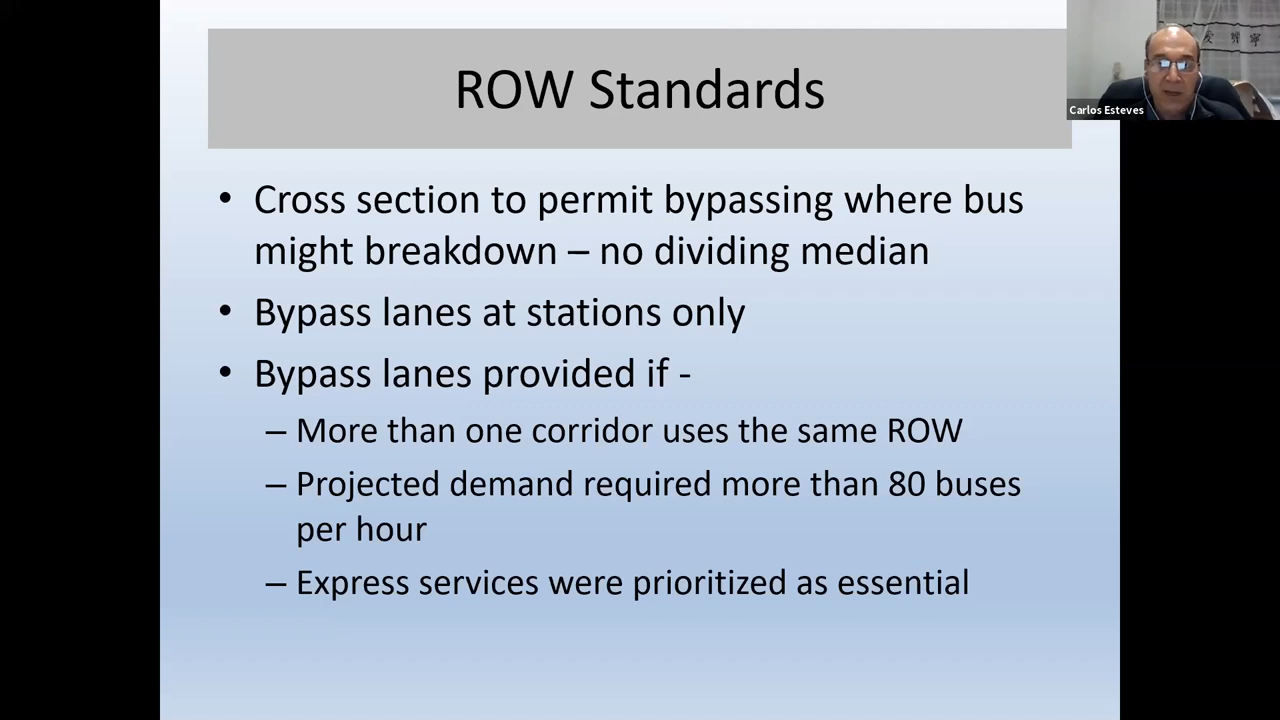 ROW Standards
Carlos Esteves
• Cross section to permit bypassing where bus
might breakdown – no dividing median
• Bypass lanes at stations only
• Bypass lanes provided if -
– More than one corridor uses the same ROW
– Projected demand required more than 80 buses
per hour
– Express services were prioritized as essential